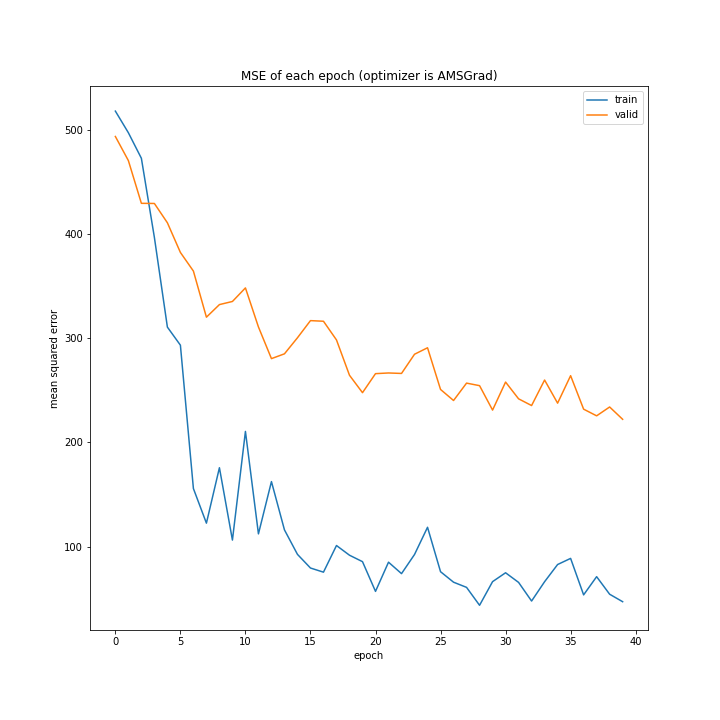 MSE of each epoch (optimizer is AMSGrad)
train
valid
500
400
300
200
100
mean squared error
0 5 10 15 20 25 30 35 40
epoch